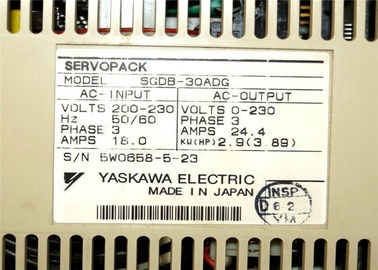 SERVOPACK
MODEL SGDB-30ADG
AC-INPUT AC-OUTPUT
VOLTS 200-230 VOLTS 0-230
Hz 50/60 PHASE 3
PHASE 3 AMPS 24.4
AMPS 18.0 KW(HP) 2.9(3.89)
S/N 5W0658-5-23
YASKAWA ELECTRIC
MADE IN JAPAN
INSP
D 6 2